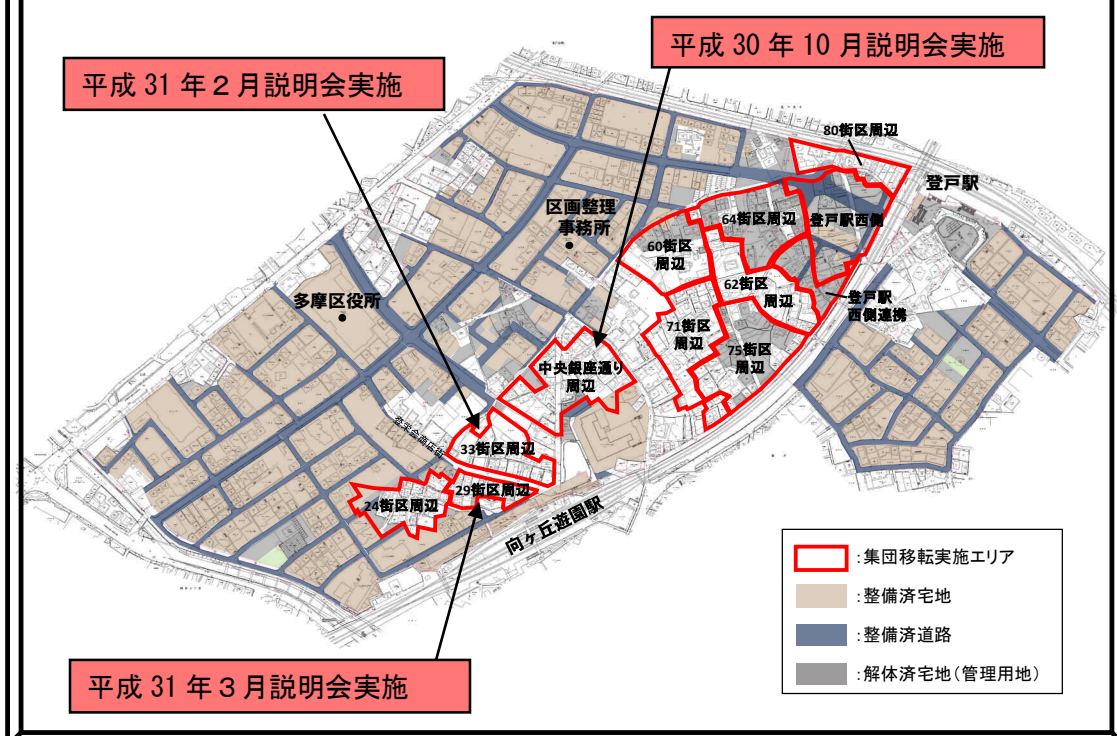 平成 30 年 10 月説明会実施
平成 31 年２月説明会実施
80街区周辺
登戸駅
区画整理
事務所
64街区周辺
登戸駅西側
60街区
周辺
62街区
周辺
登戸駅
西側連携
多摩区役所
71街区
周辺
75街区
周辺
中央銀座通り
周辺
登栄会商店街
33街区周辺
29街区周辺
24街区周辺
向ヶ丘遊園駅
:集団移転実施エリア
:整備済宅地
:整備済道路
:解体済宅地(管理用地)
平成 31 年３月説明会実施